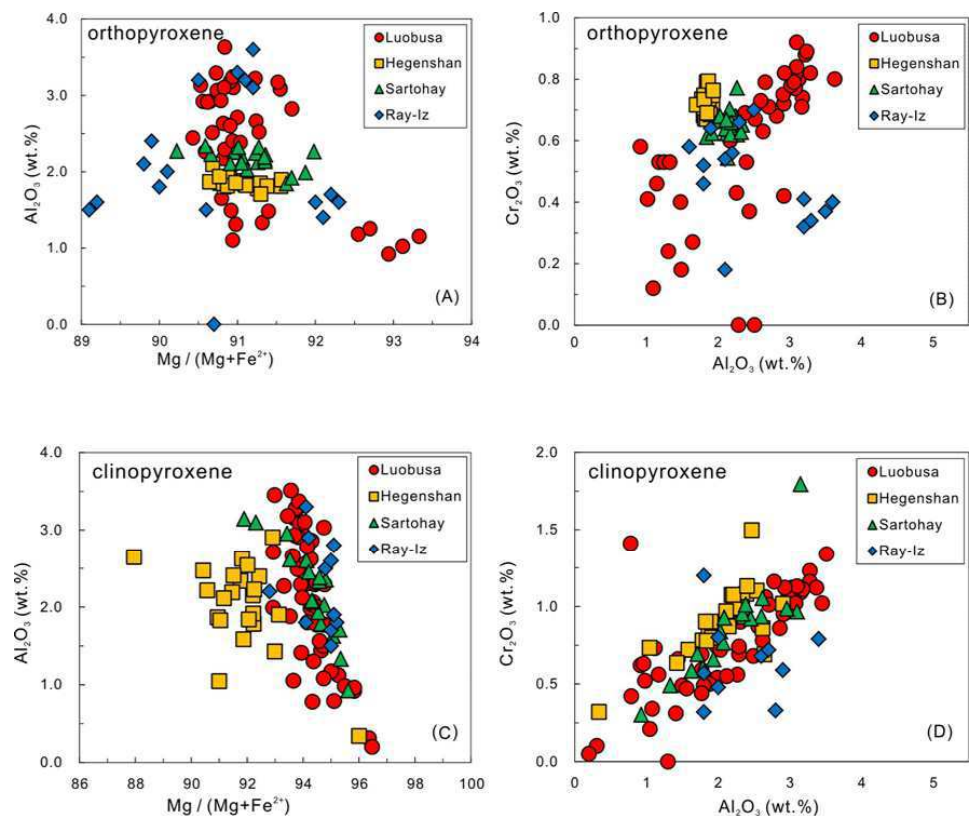 orthopyroxene
Luobusa
Hegenshan
Sartohay
Ray-Iz
4.0
3.0
2.0
1.0
0.0
Al₂O₃ (wt.%)
89 90 91 92 93 94
Mg / (Mg+Fe²⁺)
(A)
orthopyroxene
Luobusa
Hegenshan
Sartohay
Ray-Iz
1.0
0.8
0.6
0.4
0.2
0.0
Cr₂O₃ (wt.%)
0 1 2 3 4 5
Al₂O₃ (wt.%)
(B)
clinopyroxene
Luobusa
Hegenshan
Sartohay
Ray-Iz
4.0
3.0
2.0
1.0
0.0
Al₂O₃ (wt.%)
86 88 90 92 94 96 98 100
Mg / (Mg+Fe²⁺)
(C)
clinopyroxene
Luobusa
Hegenshan
Sartohay
Ray-Iz
2.0
1.5
1.0
0.5
0.0
Cr₂O₃ (wt.%)
0 1 2 3 4 5
Al₂O₃ (wt.%)
(D)